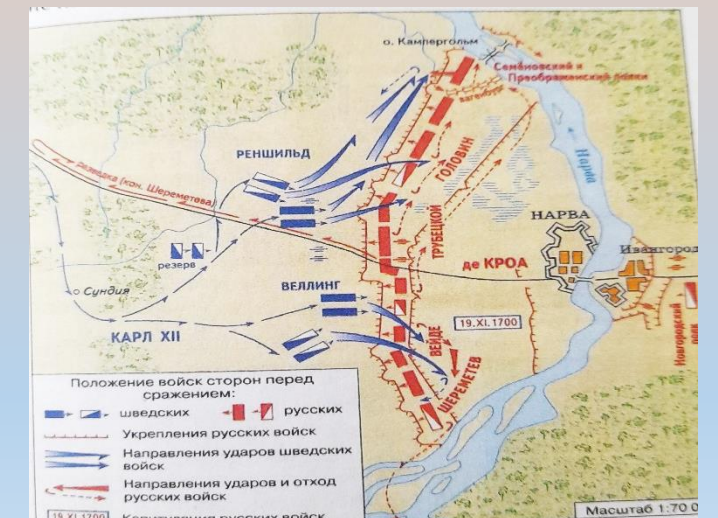 о. Кампергольм
Семёновский и
Преображенский полки
вагенбург
РЕНШИЛЬД
ГОЛОВИН
Нарва
разведка (кон. Шереметева)
ТРУБЕЦКОЙ
НАРВА
Ивангород
резерв
де КРОА
о Сундия
ВЕЛЛИНГ
19.XI.1700
КАРЛ XII
ВЕЙДЕ
Новгородский
полк
ШЕРЕМЕТЕВ
Положение войск сторон перед
сражением:
шведских
русских
Укрепления русских войск
Направления ударов шведских
войск
Направления ударов и отход
русских войск
19.XI.1700 Капитуляция русских войск
Масштаб 1:70 0